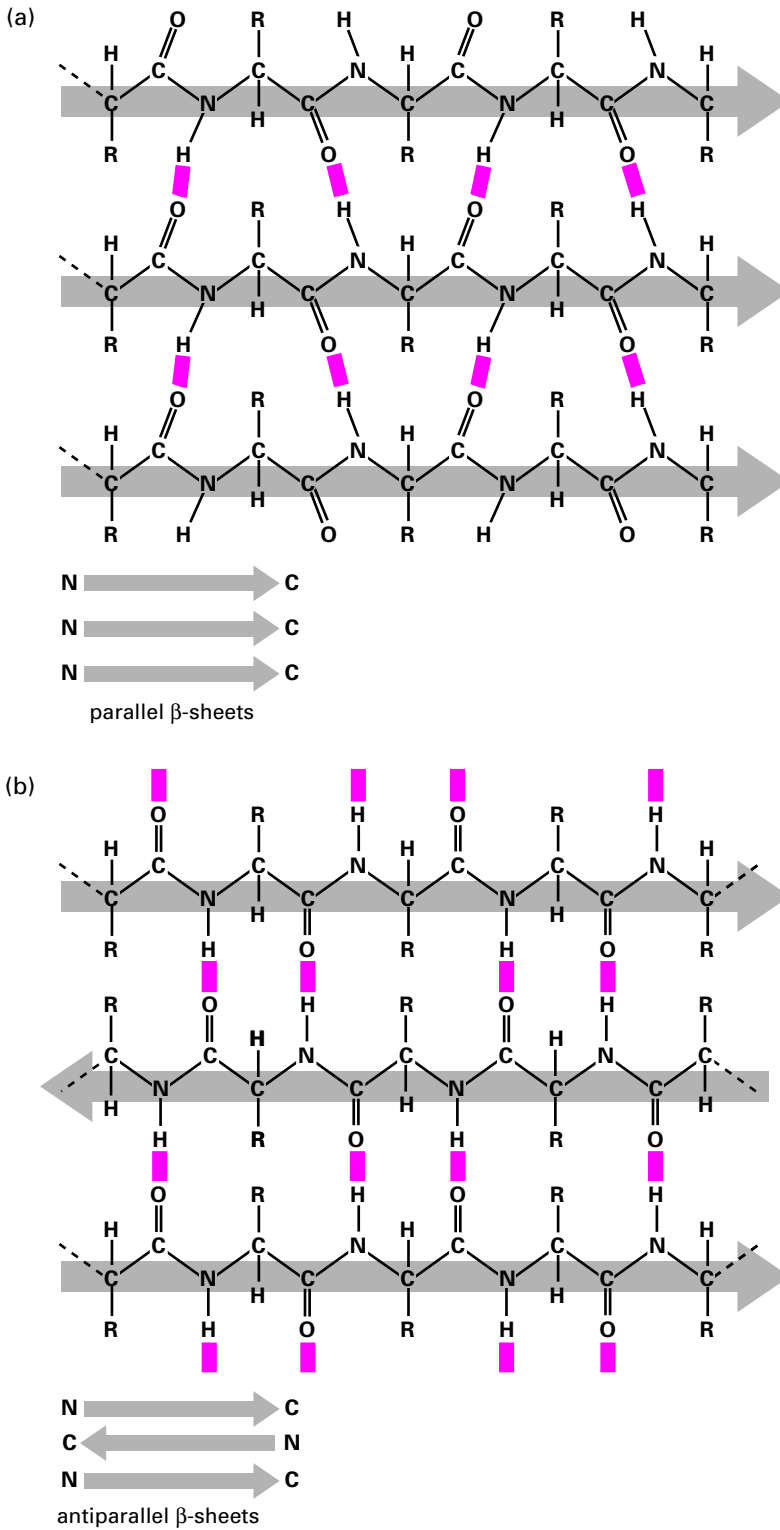 (a)
O R H O R H
H H H
C C N C C N
C N C C N C C
H H
R H O R H O R
O R H O R H
H H H
C C N C C N
C N C C N C C
H H
R H O R H O R
O R H O R H
H H H
C C N C C N
C N C C N C C
H H
R H O R H O R
N C
N C
N C
parallel β-sheets
(b)
O R H O R H
H H H
C C N C C N
C N C C N C C
H H
R H O R H O R
R O H R O H R
H H
C C N C C N C
N C C N C C
H H H
H R O H R O
O R H O R H
H H H
C C N C C N
C N C C N C C
H H
R H O R H O R
N C
C N
N C
antiparallel β-sheets